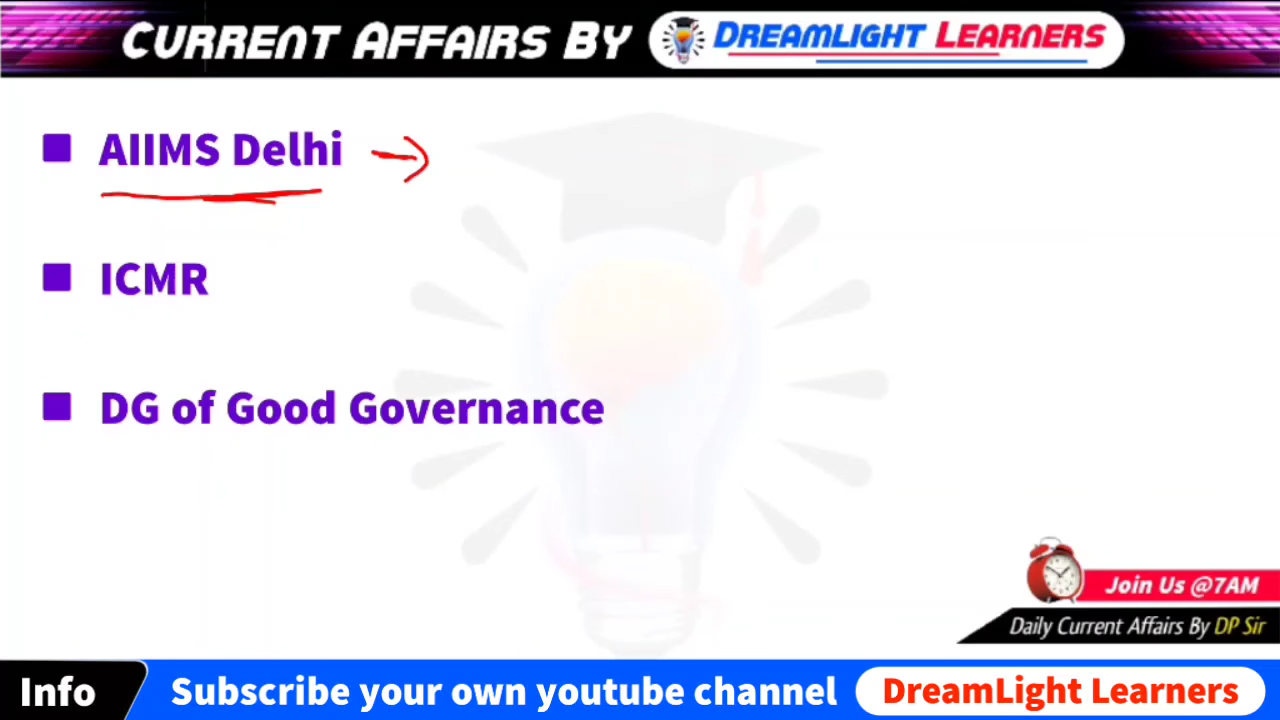 CURRENT AFFAIRS BY DREAMLIGHT LEARNERS
AIIMS Delhi
ICMR
DG of Good Governance
Join Us @7AM
Daily Current Affairs By DP Sir
Info Subscribe your own youtube channel DreamLight Learners